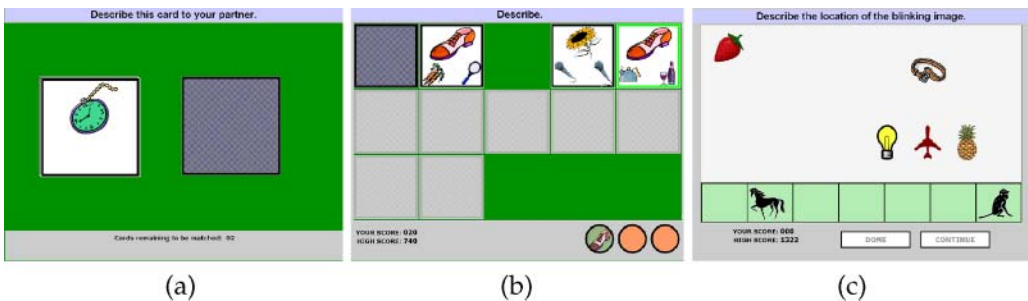 Describe this card to your partner.
Cards remaining to be matched: 02
(a)
Describe.
YOUR SCORE: 020
HIGH SCORE: 740
(b)
Describe the location of the blinking image.
YOUR SCORE: 000
HIGH SCORE: 1322
DONE
CONTINUE
(c)